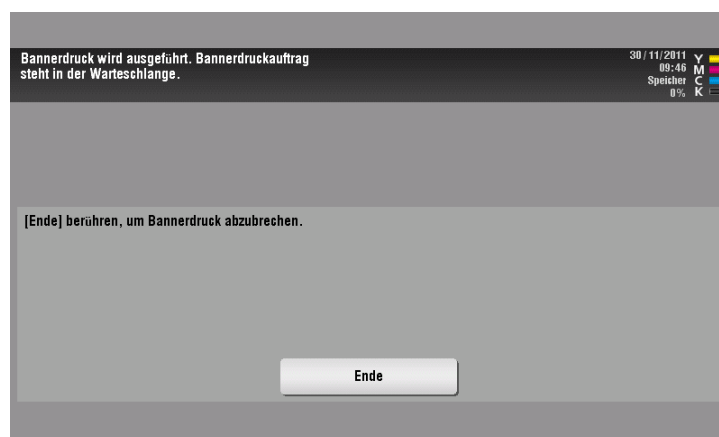 Bannerdruck wird ausgeführt. Bannerdruckauftrag
steht in der Warteschlange.
30/11/2011
09:46
Speicher
0%
Y
M
C
K
[Ende] berühren, um Bannerdruck abzubrechen.
Ende